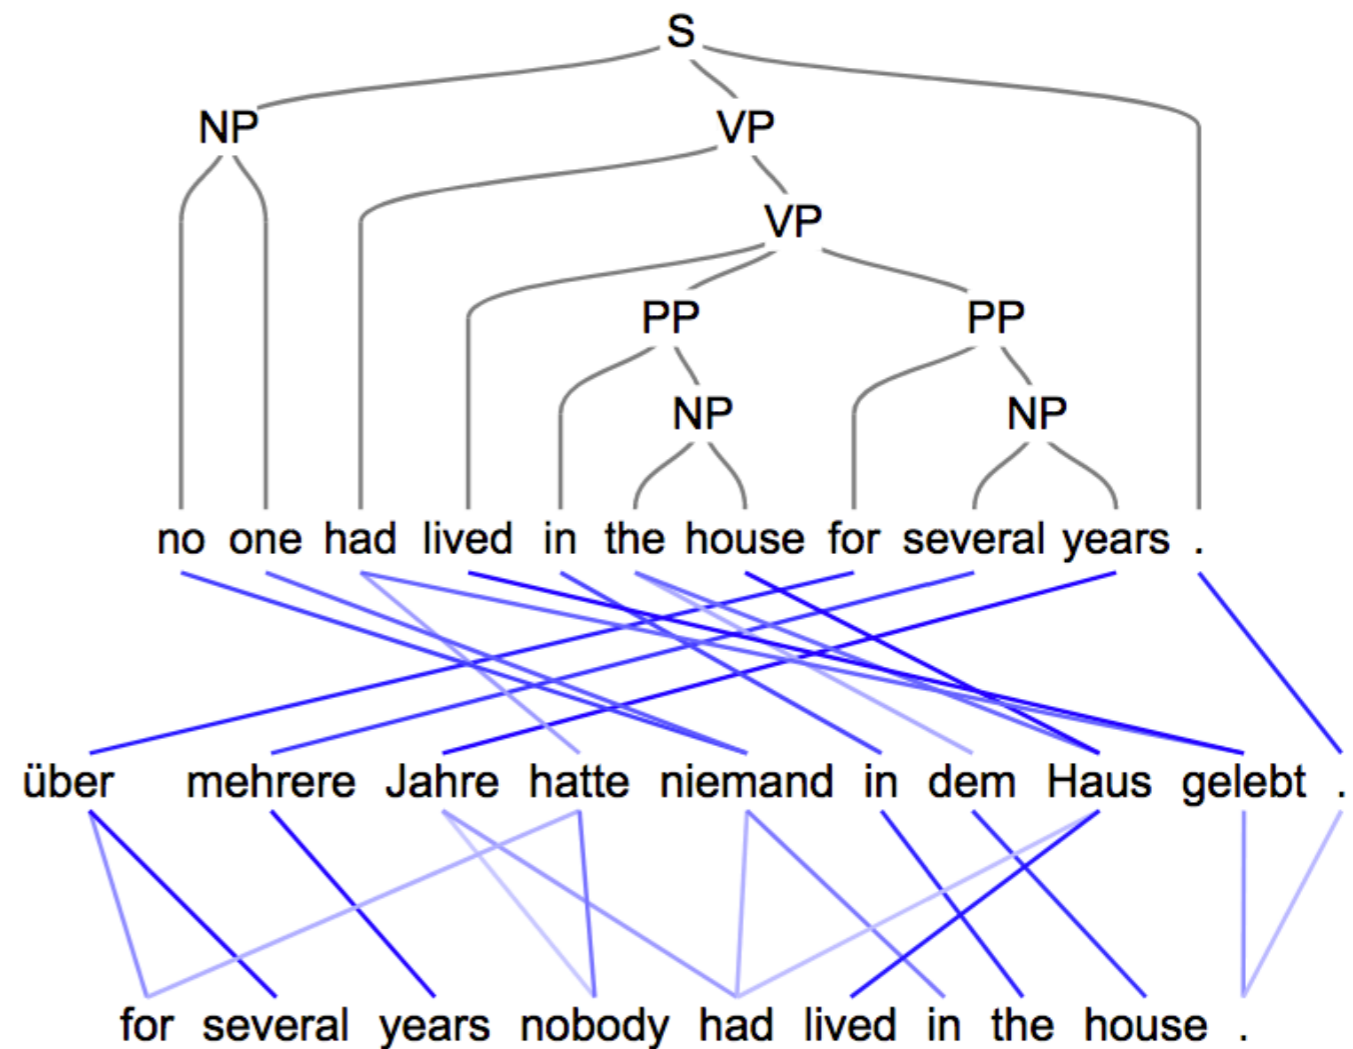 S
NP VP
VP
PP PP
NP NP
no one had lived in the house for several years .
über mehrere Jahre hatte niemand in dem Haus gelebt .
for several years nobody had lived in the house .